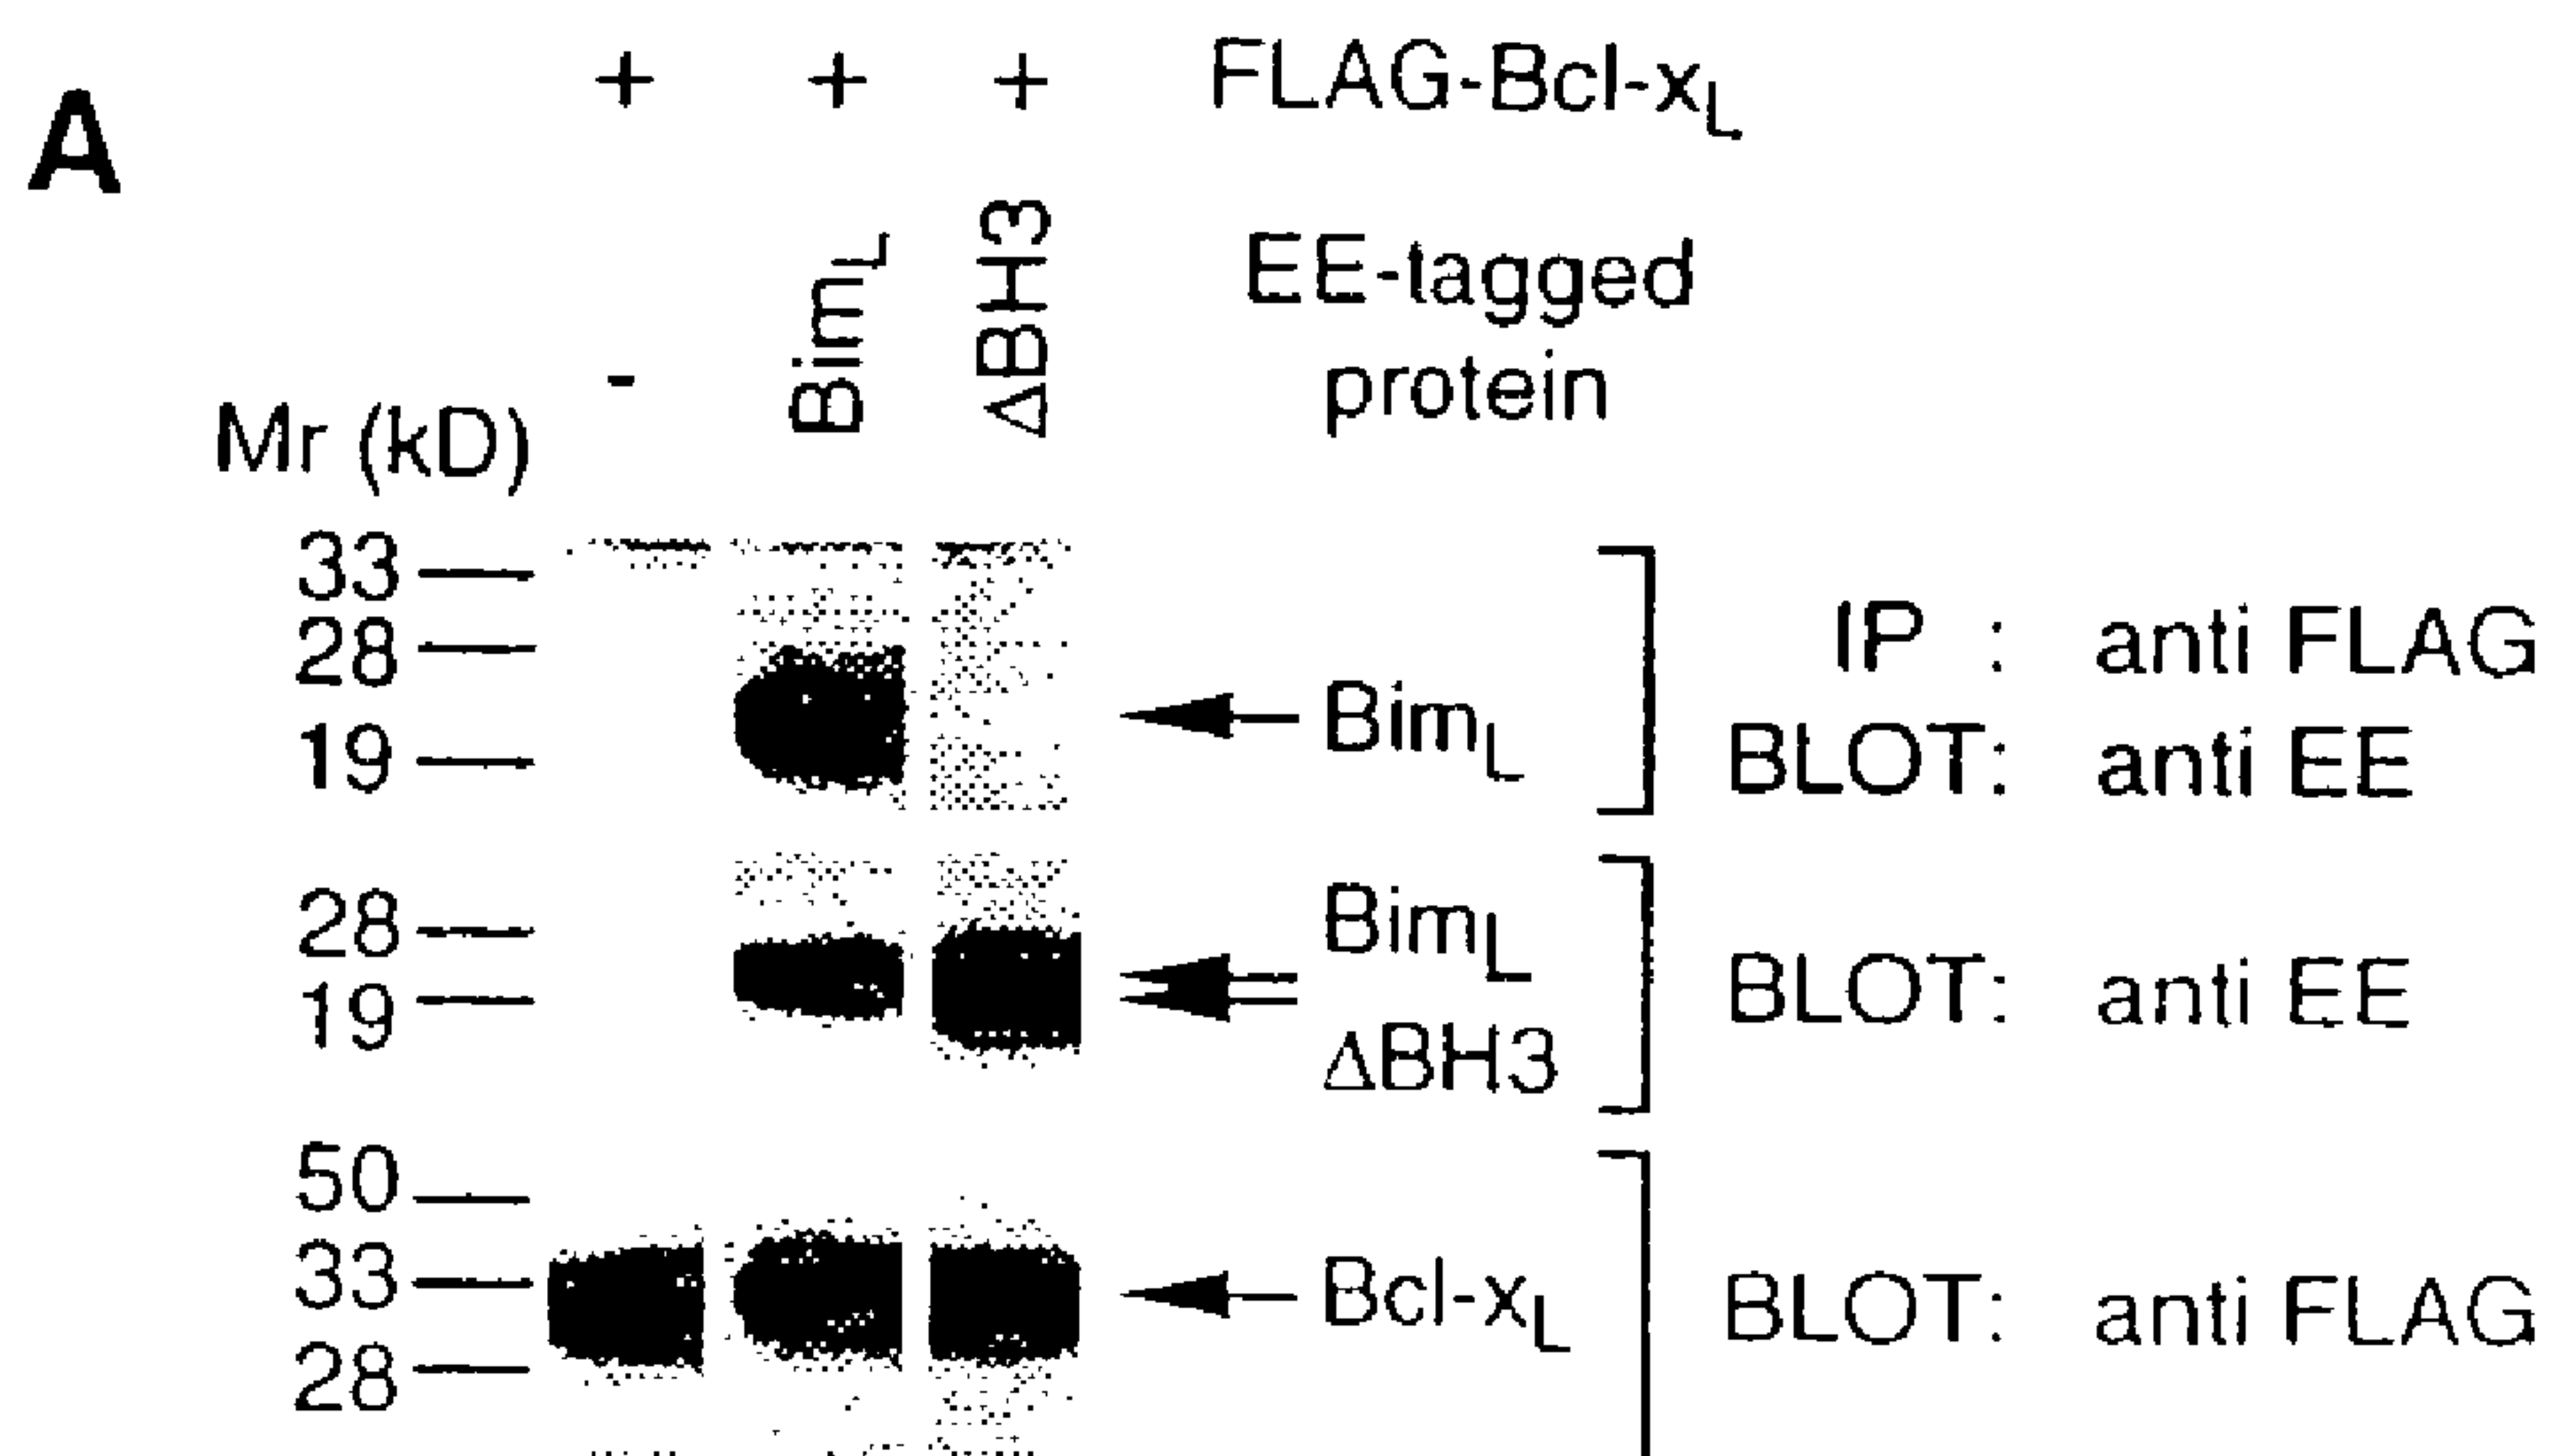 A
+ + + FLAG-Bcl-xL
- BimL ΔBH3 EE-tagged
protein
Mr (kD)
33
28
19
BimL
IP : anti FLAG
BLOT: anti EE
28
19
BimL
ΔBH3
BLOT: anti EE
50
33
28
Bcl-xL
BLOT: anti FLAG